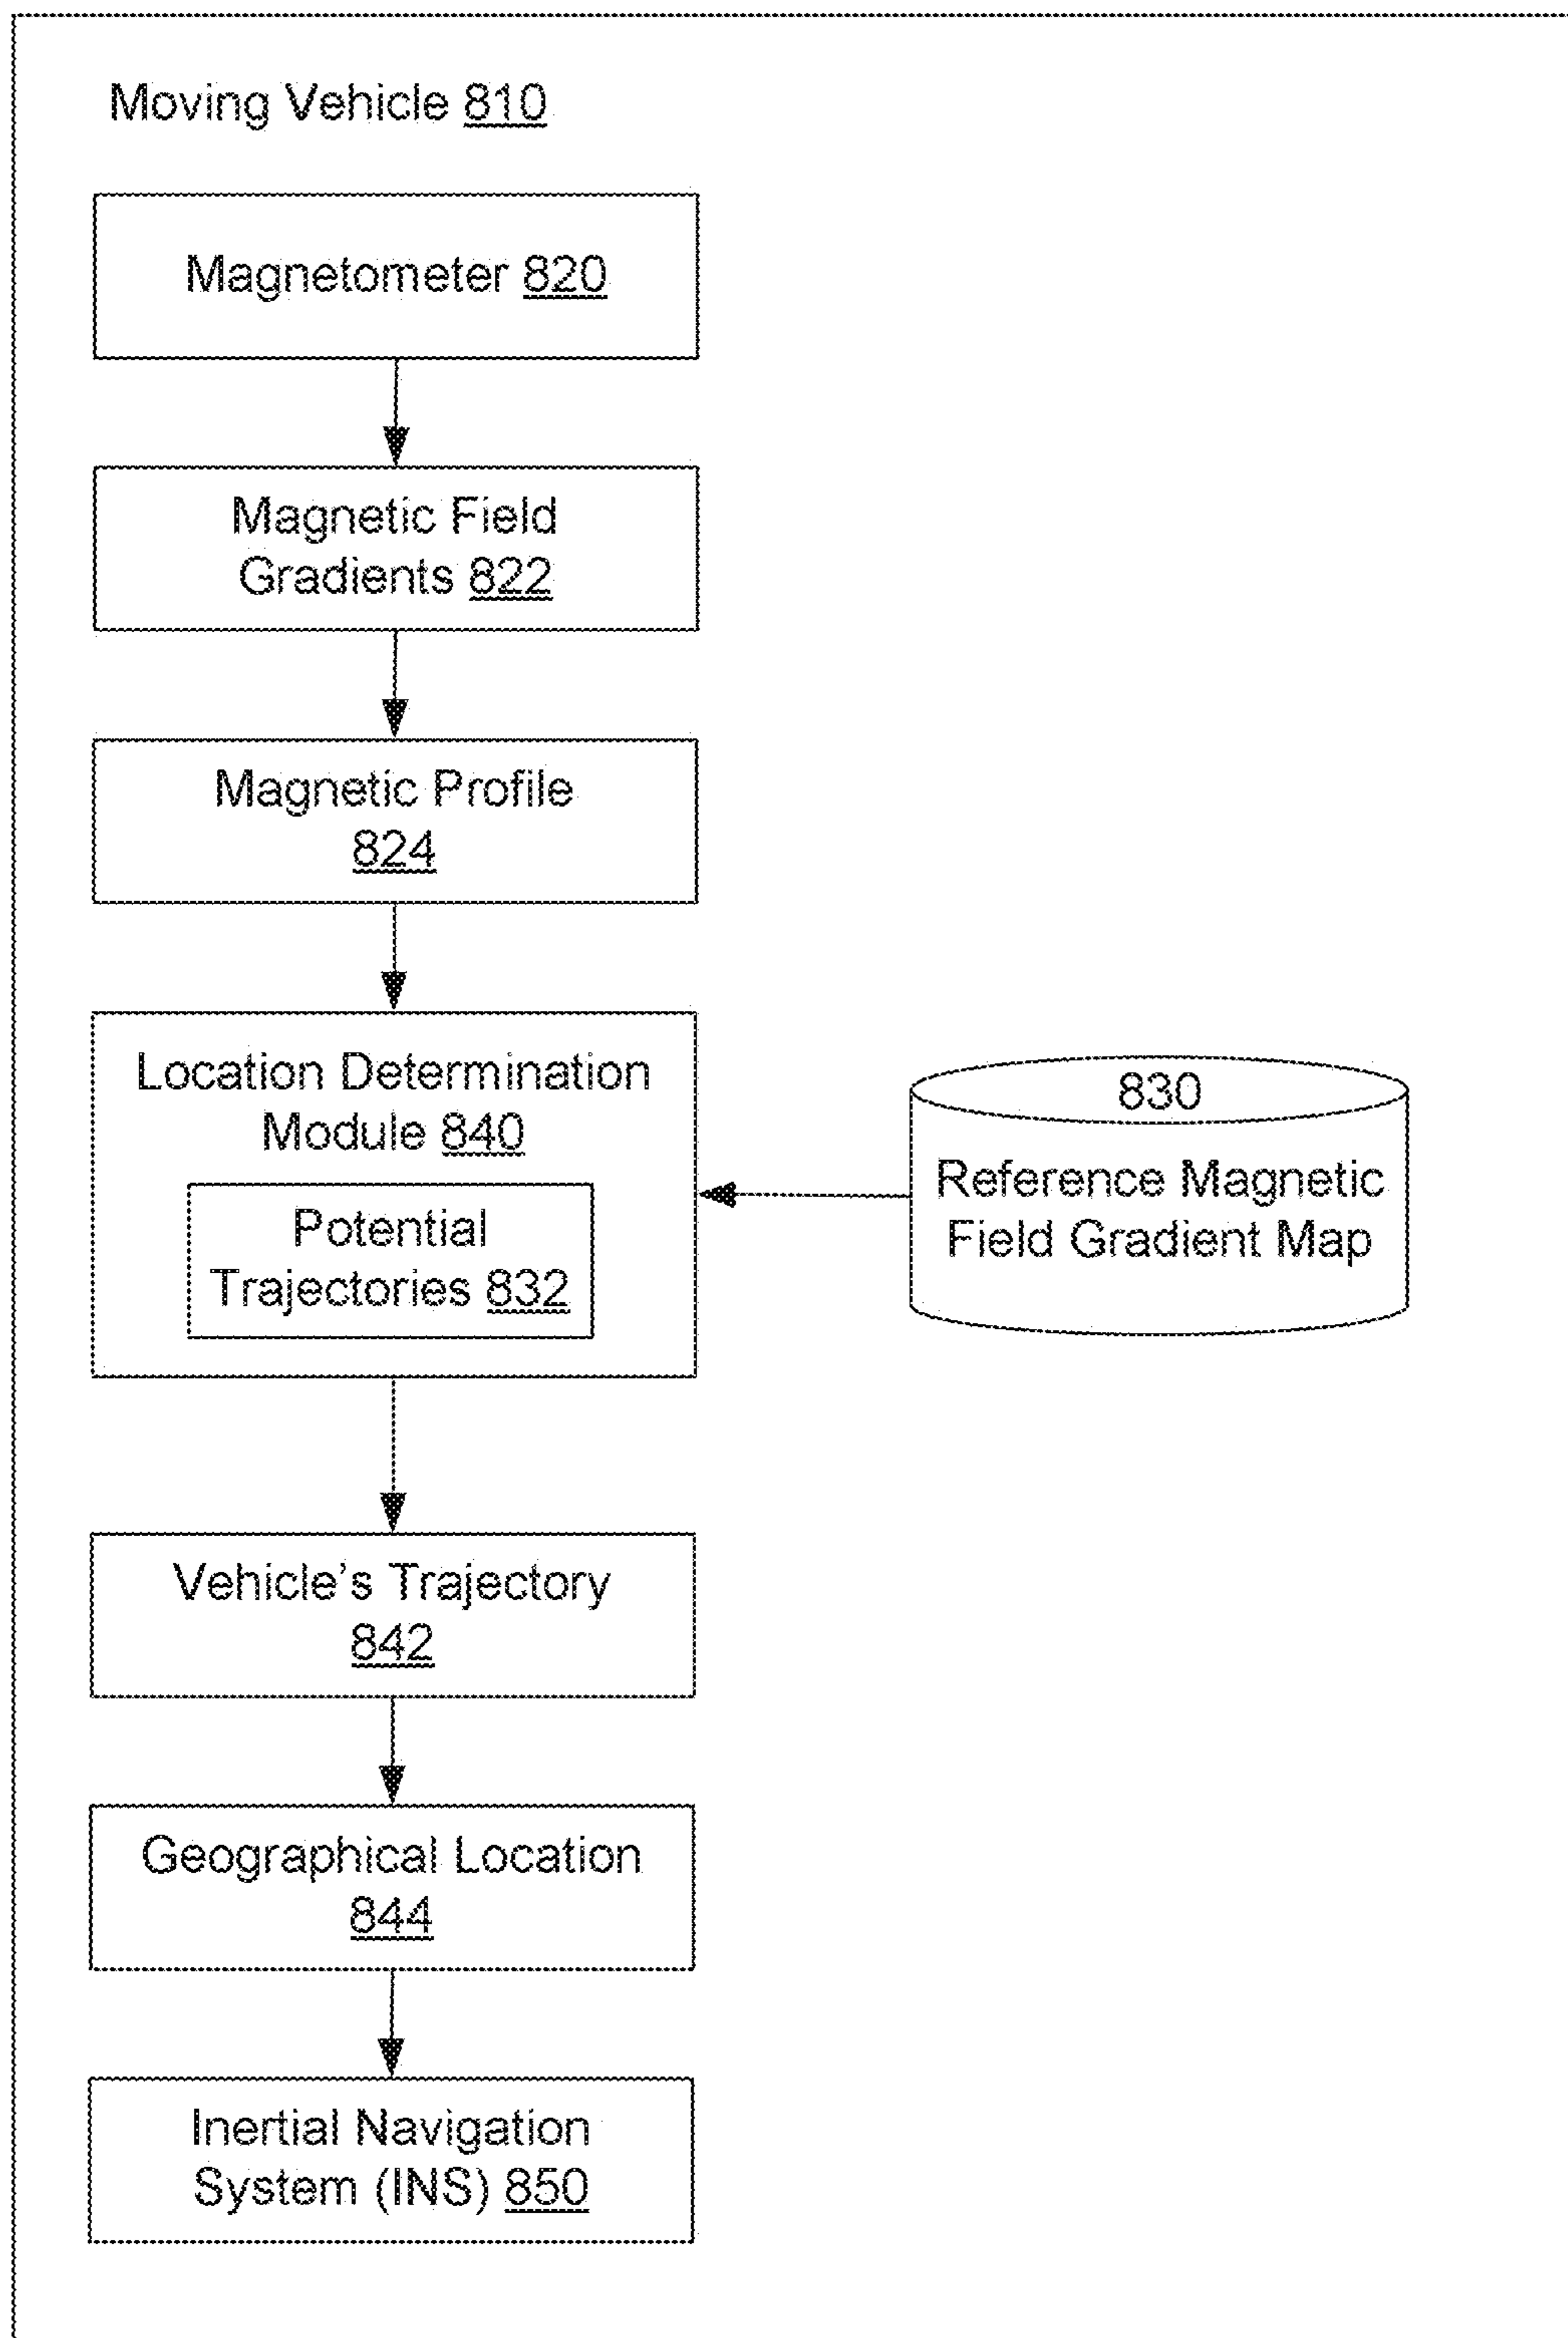 Moving Vehicle 810
Magnetometer 820
Magnetic Field
Gradients 822
Magnetic Profile
824
Location Determination
Module 840
Potential
Trajectories 832
830
Reference Magnetic
Field Gradient Map
Vehicle's Trajectory
842
Geographical Location
844
Inertial Navigation
System (INS) 850